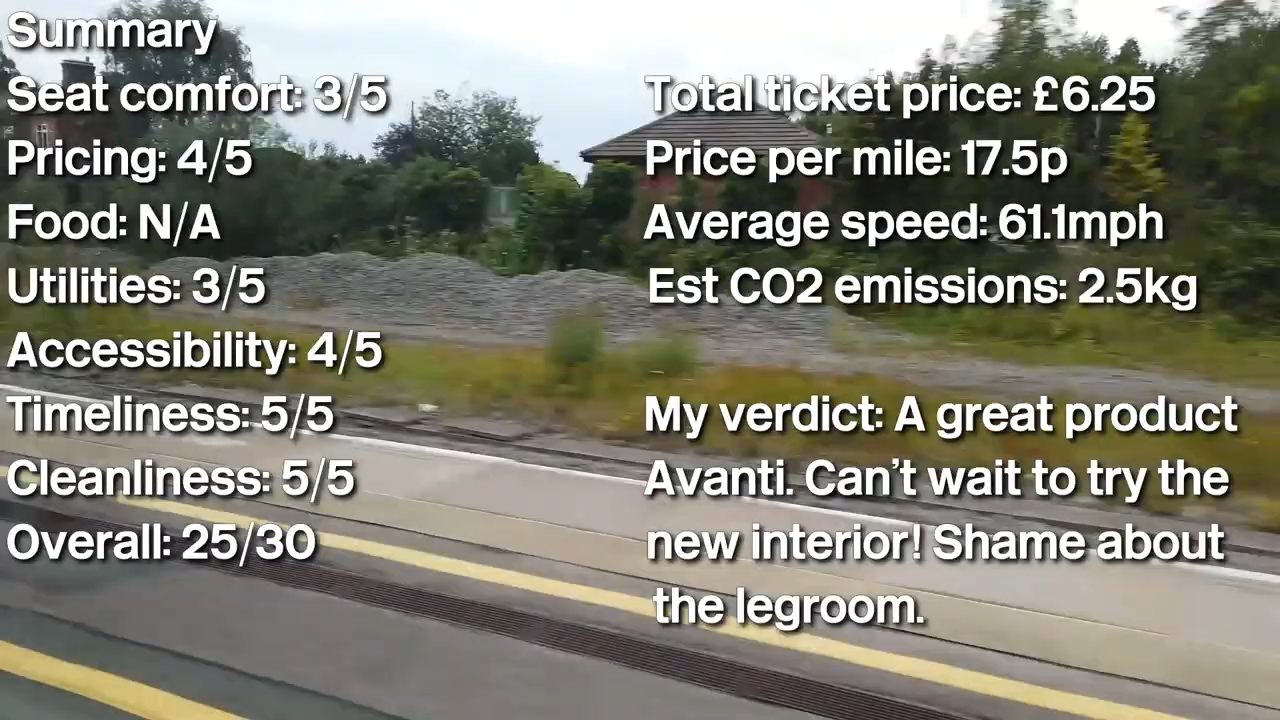 Summary
Seat comfort: 3/5
Pricing: 4/5
Food: N/A
Utilities: 3/5
Accessibility: 4/5
Timeliness: 5/5
Cleanliness: 5/5
Overall: 25/30
Total ticket price: £6.25
Price per mile: 17.5p
Average speed: 61.1mph
Est CO2 emissions: 2.5kg
My verdict: A great product
Avanti. Can't wait to try the
new interior! Shame about
the legroom.